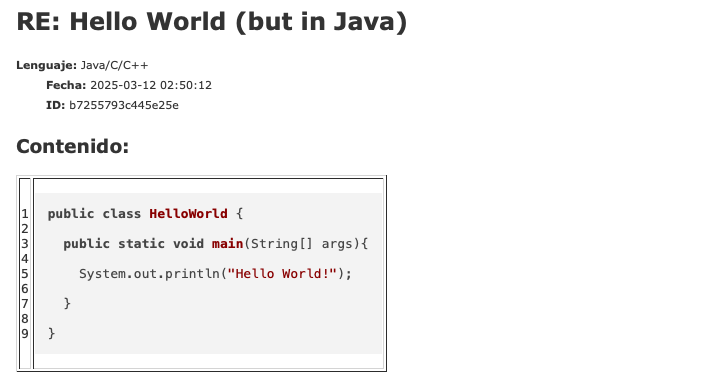 RE: Hello World (but in Java)
Lenguaje: Java/C/C++
Fecha: 2025-03-12 02:50:12
ID: b7255793c445e25e
Contenido:
1 public class HelloWorld {
2
3 public static void main(String[] args){
4
5 System.out.println("Hello World!");
6
7 }
8
9 }